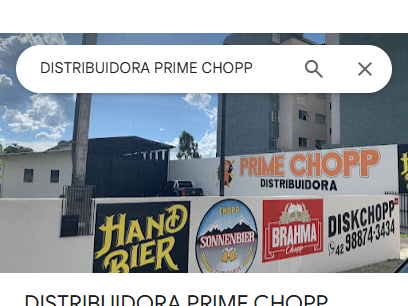 DISTRIBUIDORA PRIME CHOPP
PRIME CHOPP
DISTRIBUIDORA
HAND
BIER
CHOPP
SONNENBIER
BRAHMA
Chopp
DISKCHOPP
42 98874-3434
DISTRIBUIDORA PRIME CHOPP